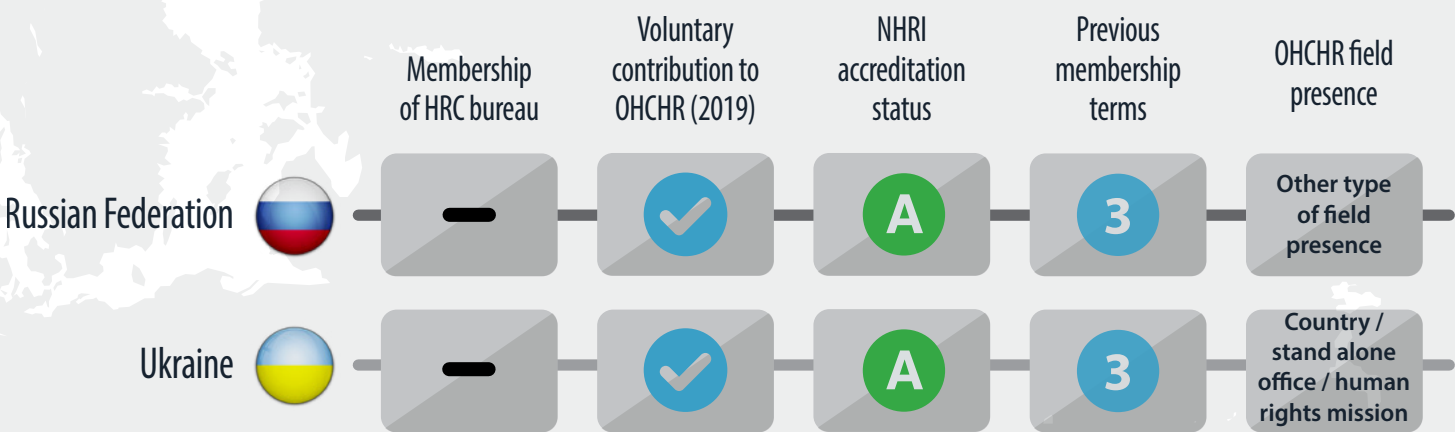 Membership
of HRC bureau
Voluntary
contribution to
OHCHR (2019)
NHRI
accreditation
status
Previous
membership
terms
OHCHR field
presence
Russian Federation
A
3
Other type
of field
presence
Ukraine
A
3
Country /
stand alone
office / human
rights mission